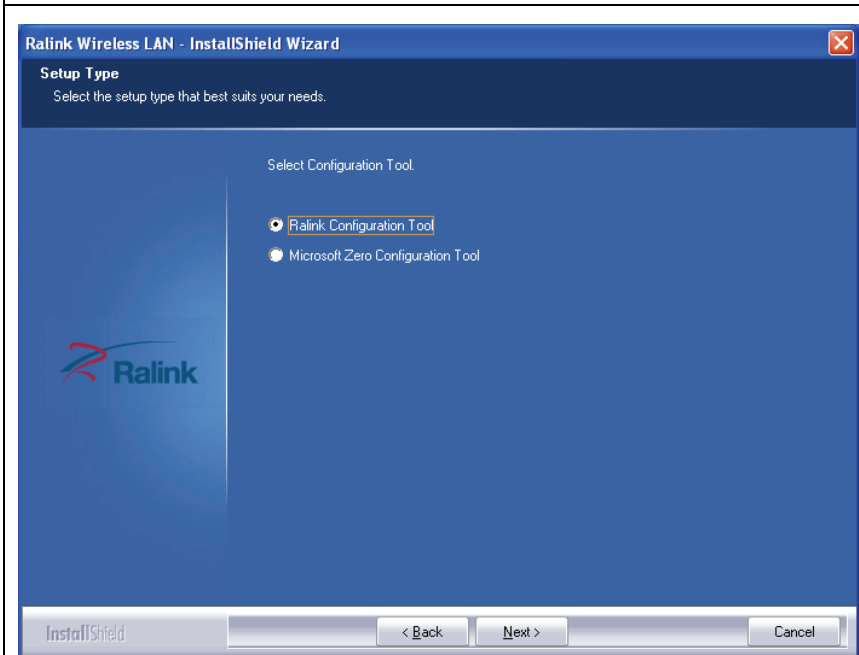 Ralink Wireless LAN - InstallShield Wizard
Setup Type
Select the setup type that best suits your needs.
Select Configuration Tool.
Ralink Configuration Tool
Microsoft Zero Configuration Tool
Ralink
InstallShield
< Back
Next >
Cancel